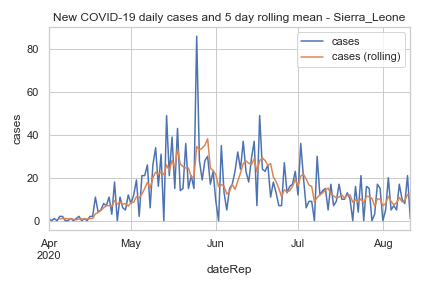 New COVID-19 daily cases and 5 day rolling mean - Sierra_Leone
cases
cases (rolling)
80
60
40
20
0
cases
Apr May Jun Jul Aug
2020
dateRep